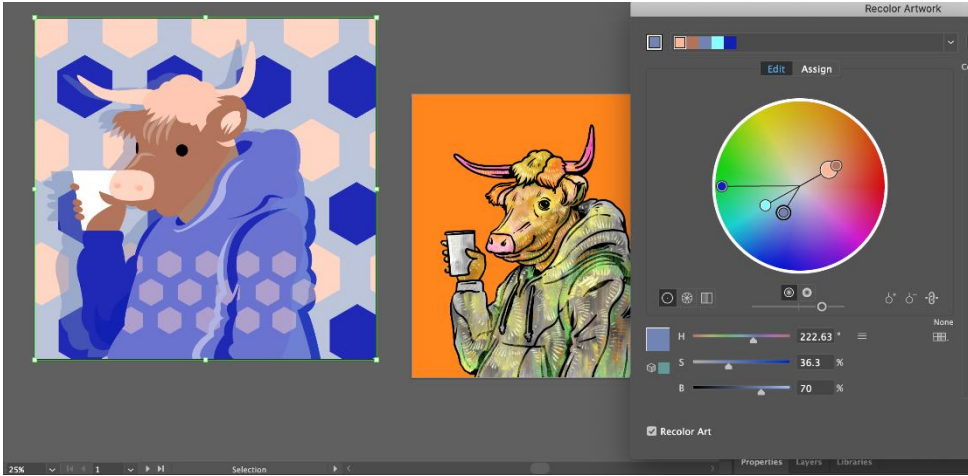 Recolor Artwork
Edit Assign
H 222.63 °
S 36.3 %
B 70 %
None
Recolor Art
25% 1 Selection
Properties Layers Libraries